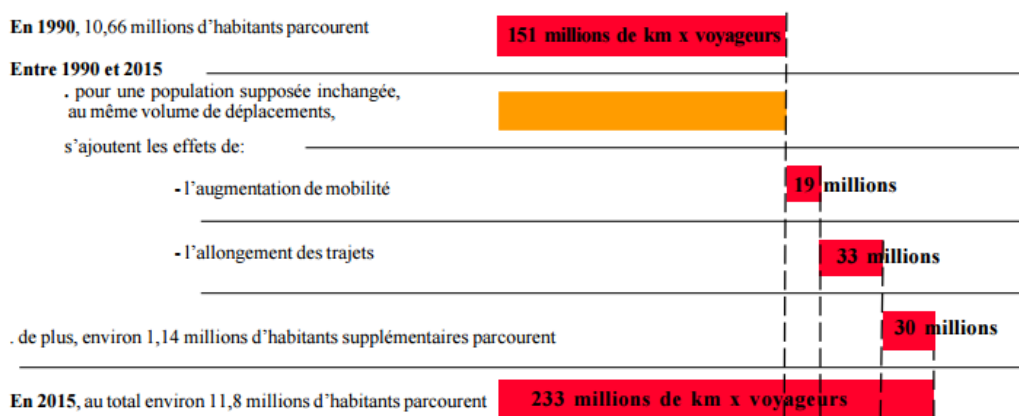 En 1990, 10,66 millions d’habitants parcourent 151 millions de km x voyageurs
Entre 1990 et 2015
. pour une population supposée inchangée,
au même volume de déplacements,
s’ajoutent les effets de:
- l’augmentation de mobilité 19 millions
- l’allongement des trajets 33 millions
. de plus, environ 1,14 millions d’habitants supplémentaires parcourent 30 millions
En 2015, au total environ 11,8 millions d’habitants parcourent 233 millions de km x voyageurs